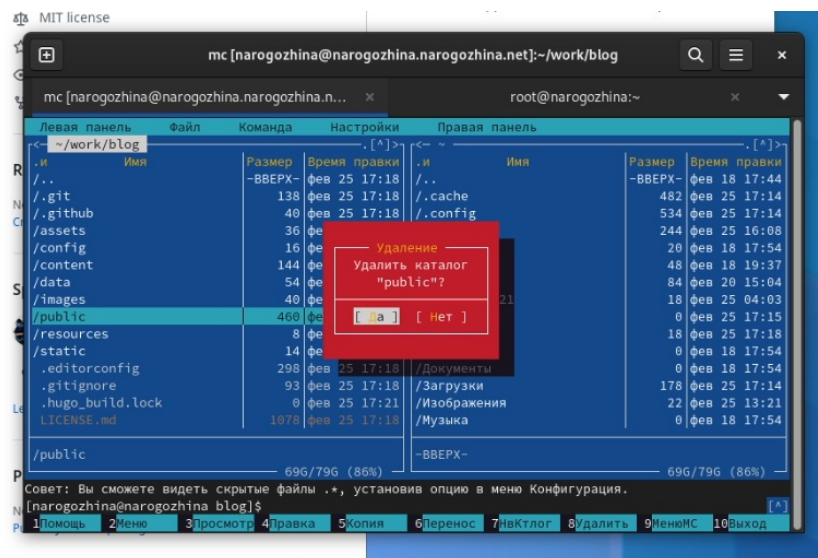 MIT license
mc [narogozhina@narogozhina.narogozhina.net]:~/work/blog
mc [narogozhina@narogozhina.narogozhina.n...
root@narogozhina:~
Левая панель Файл Команда Настройки Правая панель
<— ~/work/blog .[^]> <— ~ .[^]>
.и Имя Размер Время правки .и Имя Размер Время правки
/.. -ВВЕРХ- фев 25 17:18 /.. -ВВЕРХ- фев 18 17:44
/.git 138 фев 25 17:18 /.cache 482 фев 25 17:14
/.github 40 фев 25 17:18 /.config 534 фев 25 17:14
/assets 36 фе 244 фев 25 16:08
/config 16 фе Удаление 20 фев 18 17:54
/content 144 фе Удалить каталог 48 фев 18 19:37
/data 54 фе "public"? 84 фев 20 15:04
/images 40 фе 21 18 фев 25 04:03
/public 460 фе [ Да ] [ Нет ] 0 фев 25 17:15
/resources 8 фе 18 фев 25 17:18
/static 14 фе 0 фев 18 17:54
.editorconfig 298 фев 25 17:18 /Документы 0 фев 18 17:54
.gitignore 93 фев 25 17:18 /Загрузки 178 фев 25 17:14
.hugo_build.lock 0 фев 25 17:21 /Изображения 22 фев 25 13:21
LICENSE.md 1078 фев 25 17:18 /Музыка 0 фев 18 17:54
/public -ВВЕРХ-
69G/79G (86%) 69G/79G (86%)
Совет: Вы сможете видеть скрытые файлы .*, установив опцию в меню Конфигурация.
[narogozhina@narogozhina blog]$ [^]
1Помощь 2Меню 3Просмотр 4Правка 5Копия 6Перенос 7НвКтлог 8Удалить 9МенюМС 10Выход